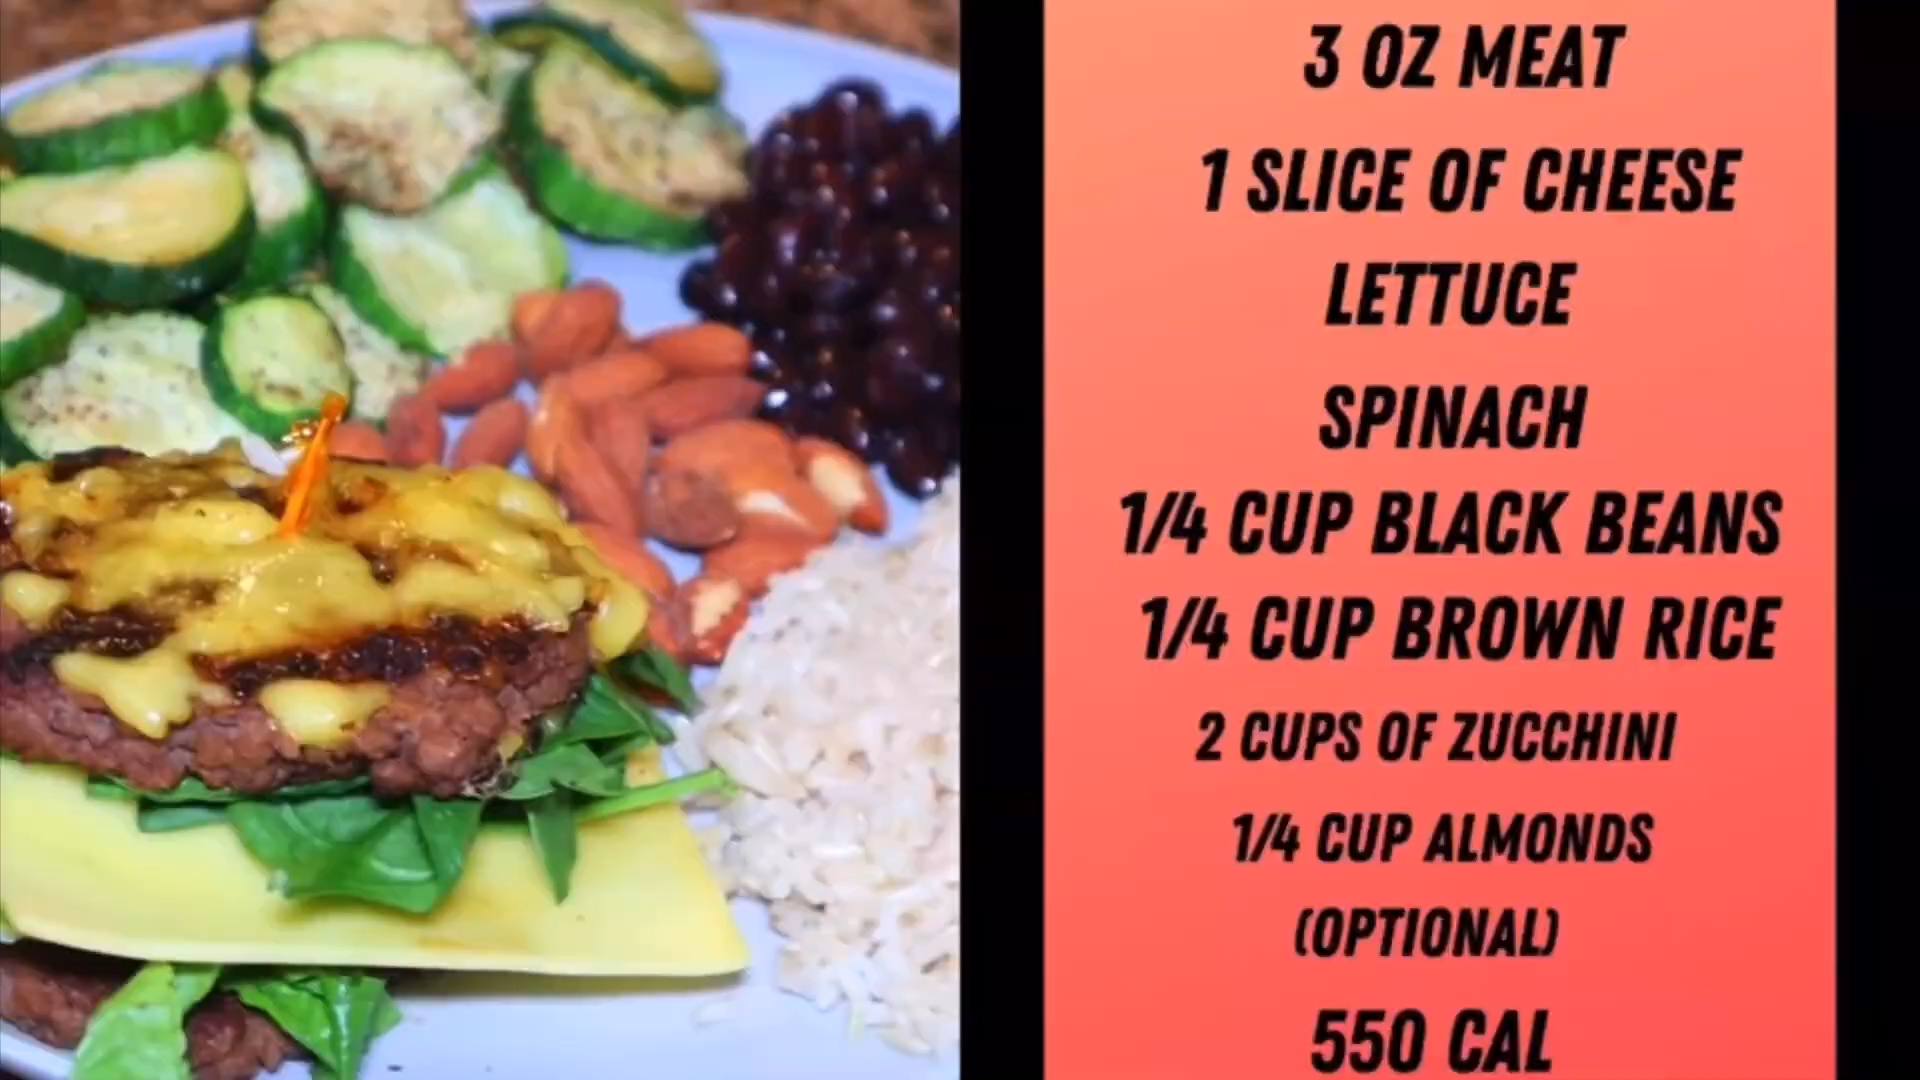 3 OZ MEAT
1 SLICE OF CHEESE
LETTUCE
SPINACH
1/4 CUP BLACK BEANS
1/4 CUP BROWN RICE
2 CUPS OF ZUCCHINI
1/4 CUP ALMONDS
(OPTIONAL)
550 CAL